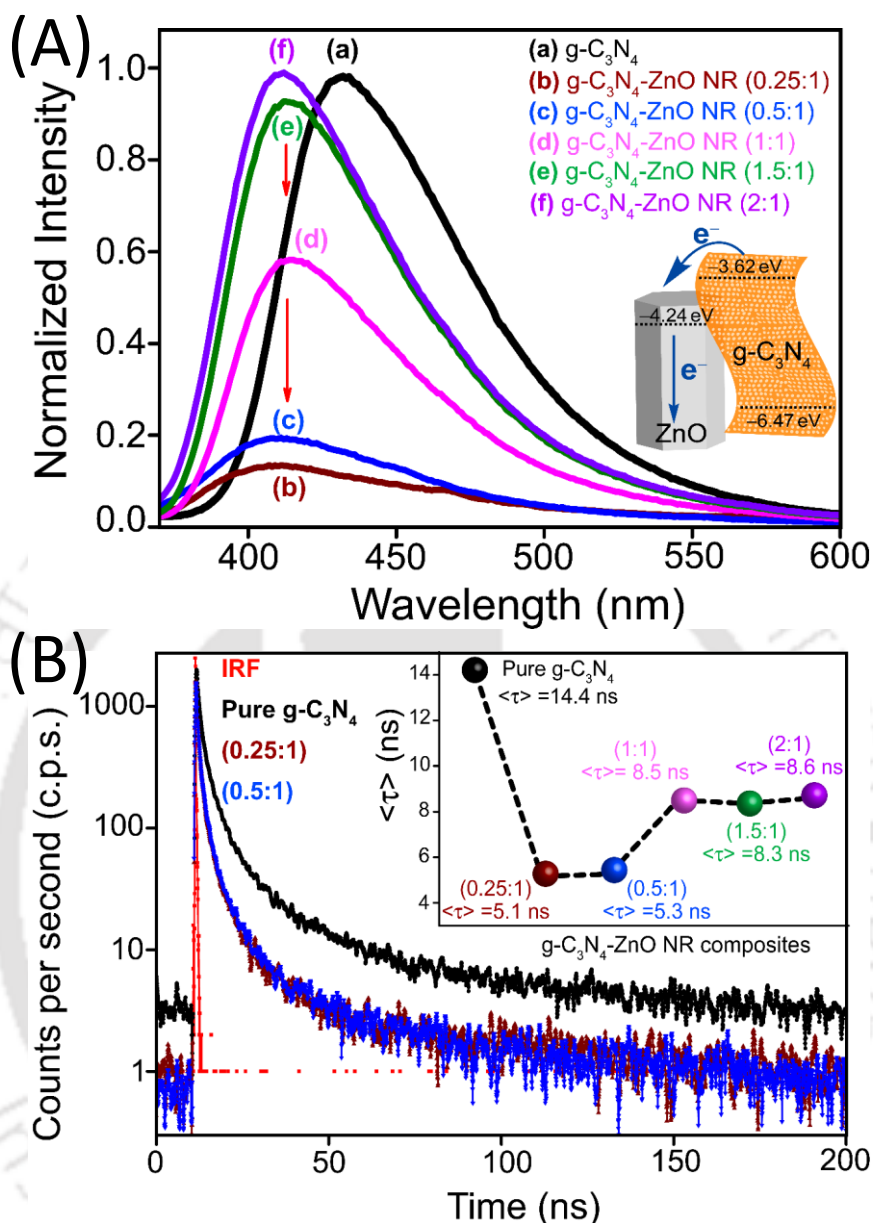 (A)
(a) g-C₃N₄
(b) g-C₃N₄-ZnO NR (0.25:1)
(c) g-C₃N₄-ZnO NR (0.5:1)
(d) g-C₃N₄-ZnO NR (1:1)
(e) g-C₃N₄-ZnO NR (1.5:1)
(f) g-C₃N₄-ZnO NR (2:1)
(f)
(a)
(e)
(d)
(c)
(b)
e⁻
−3.62 eV
−4.24 eV
g-C₃N₄
e⁻
−6.47 eV
ZnO
Normalized Intensity
1.0
0.8
0.6
0.4
0.2
0.0
400 450 500 550 600
Wavelength (nm)
(B)
IRF
Pure g-C₃N₄
(0.25:1)
(0.5:1)
Counts per second (c.p.s.)
1000
100
10
1
<τ> (ns)
14
12
10
8
6
4
Pure g-C₃N₄
<τ> =14.4 ns
(0.25:1)
<τ> =5.1 ns
(0.5:1)
<τ> =5.3 ns
(1:1)
<τ>= 8.5 ns
(1.5:1)
<τ> =8.3 ns
(2:1)
<τ> =8.6 ns
g-C₃N₄-ZnO NR composites
0 50 100 150 200
Time (ns)